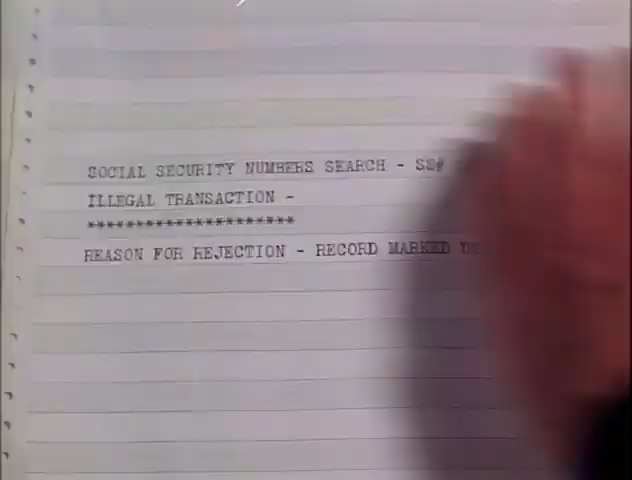 SOCIAL SECURITY NUMBERS SEARCH - SS#
ILLEGAL TRANSACTION -
**********************
REASON FOR REJECTION - RECORD MARKED